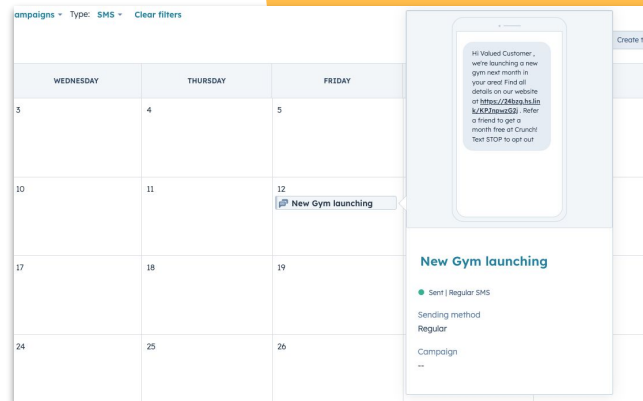 ampaigns Type: SMS Clear filters
Create t
WEDNESDAY THURSDAY FRIDAY
3 4 5
10 11 12
New Gym launching
17 18 19
24 25 26
Hi Valued Customer ,
we're launching a new
gym next month in
your area! Find all
details on our website
at https://24bzg.hs.lin
k/KPJnpwzG2j . Refer
a friend to get a
month free at Crunch!
Text STOP to opt out
New Gym launching
Sent | Regular SMS
Sending method
Regular
Campaign
--